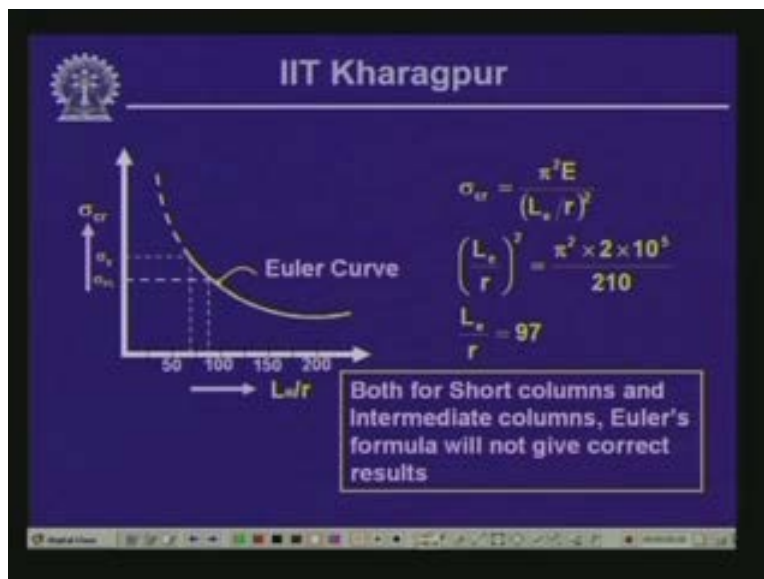 IIT Kharagpur
σcr
σy
σPL
Euler Curve
50 100 150 200
Le/r
σcr = π²E / (Le/r)²
(Le/r)² = π² × 2 × 10⁵ / 210
Le/r = 97
Both for Short columns and
Intermediate columns, Euler's
formula will not give correct
results